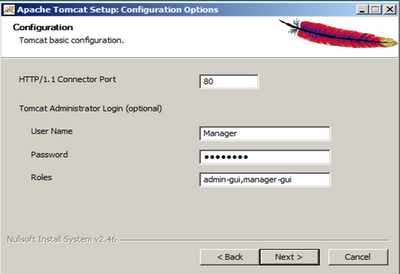 Apache Tomcat Setup: Configuration Options
Configuration
Tomcat basic configuration.
HTTP/1.1 Connector Port
80
Tomcat Administrator Login (optional)
User Name
Manager
Password
●●●●●●●●
Roles
admin-gui,manager-gui
Nullsoft Install System v2.46
< Back
Next >
Cancel